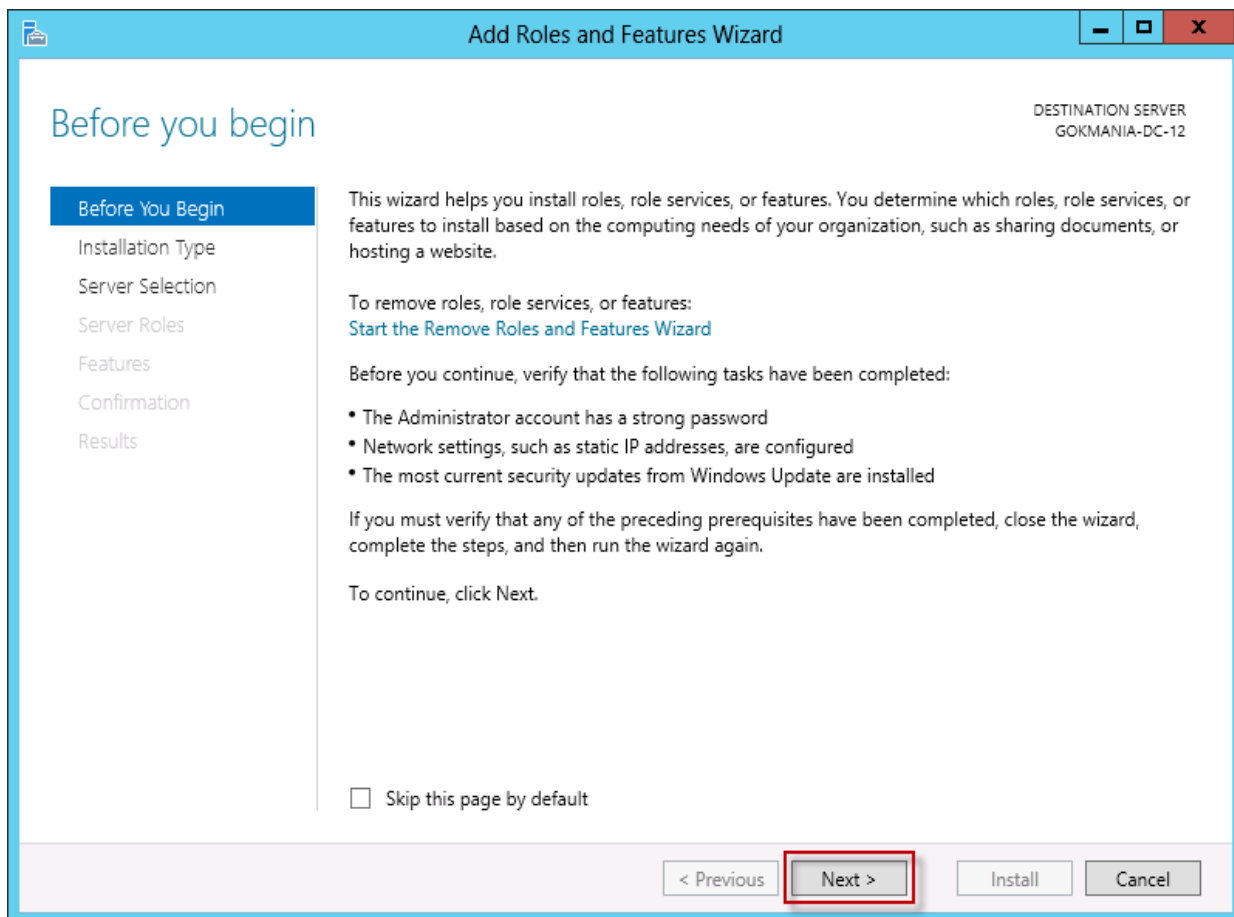 Add Roles and Features Wizard
X
Before you begin
DESTINATION SERVER
GOKMANIA-DC-12
Before You Begin
Installation Type
Server Selection
Server Roles
Features
Confirmation
Results
This wizard helps you install roles, role services, or features. You determine which roles, role services, or
features to install based on the computing needs of your organization, such as sharing documents, or
hosting a website.
To remove roles, role services, or features:
Start the Remove Roles and Features Wizard
Before you continue, verify that the following tasks have been completed:
• The Administrator account has a strong password
• Network settings, such as static IP addresses, are configured
• The most current security updates from Windows Update are installed
If you must verify that any of the preceding prerequisites have been completed, close the wizard,
complete the steps, and then run the wizard again.
To continue, click Next.
Skip this page by default
< Previous
Next >
Install
Cancel